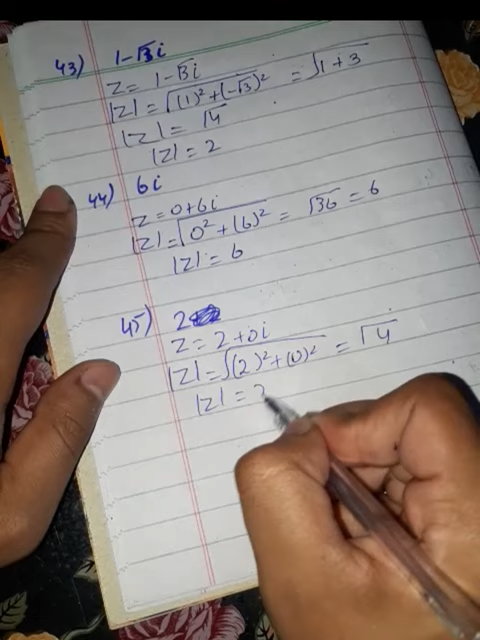 43) 1-√3i
z = 1-√3i
|z| = √(1)²+(-√3)² = √1+3
|z| = √4
|z| = 2
44) 6i
z = 0+6i
|z| = √0²+(6)² = √36 = 6
|z| = 6
45) 2
z = 2+0i
|z| = √(2)²+(0)² = √4
|z| = 2